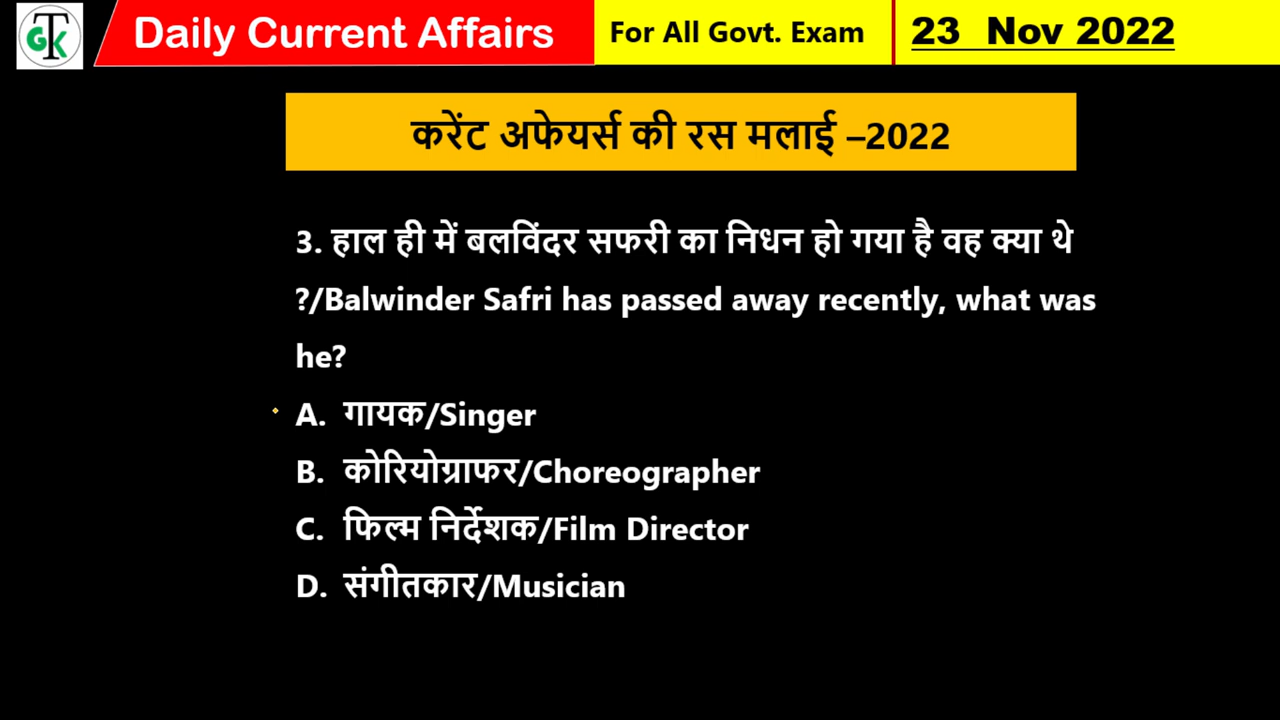 TGK
Daily Current Affairs
For All Govt. Exam
23 Nov 2022
करेंट अफेयर्स की रस मलाई –2022
3. हाल ही में बलविंदर सफरी का निधन हो गया है वह क्या थे
?/Balwinder Safri has passed away recently, what was
he?
A. गायक/Singer
B. कोरियोग्राफर/Choreographer
C. फिल्म निर्देशक/Film Director
D. संगीतकार/Musician